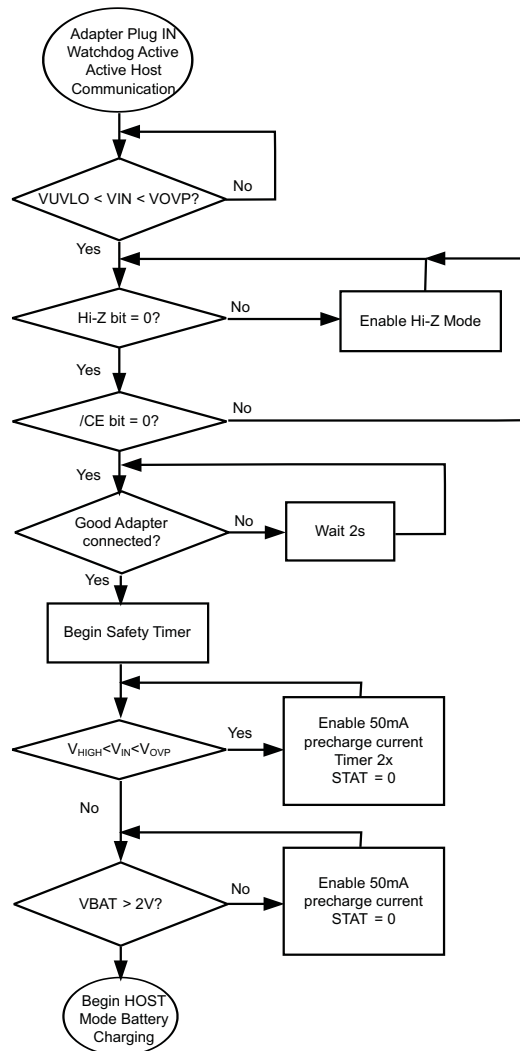 Adapter Plug IN
Watchdog Active
Active Host
Communication
VUVLO < VIN < VOVP?
No
Yes
Hi-Z bit = 0?
No
Enable Hi-Z Mode
Yes
/CE bit = 0?
No
Yes
Good Adapter
connected?
No
Wait 2s
Yes
Begin Safety Timer
VHIGH<VIN<VOVP
Yes
Enable 50mA
precharge current
Timer 2x
STAT = 0
No
VBAT > 2V?
No
Enable 50mA
precharge current
STAT = 0
Begin HOST
Mode Battery
Charging